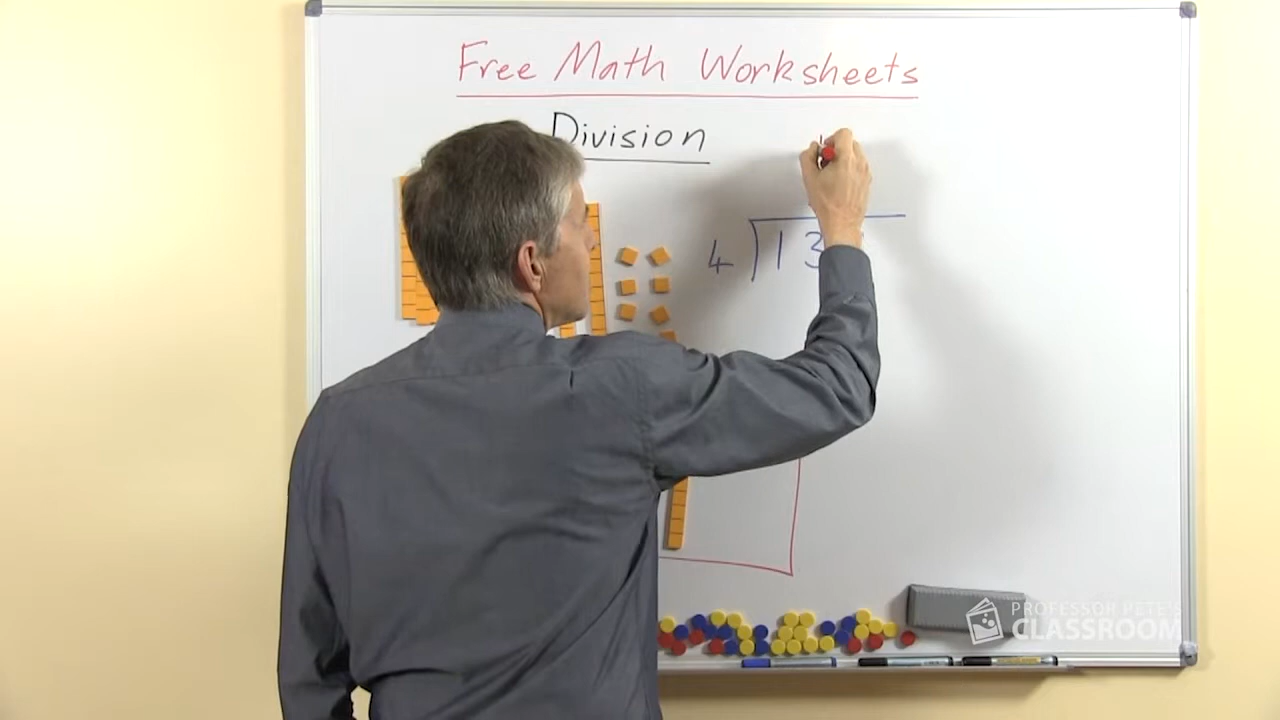 Free Math Worksheets
Division
4 13
PROFESSOR PETE'S
CLASSROOM